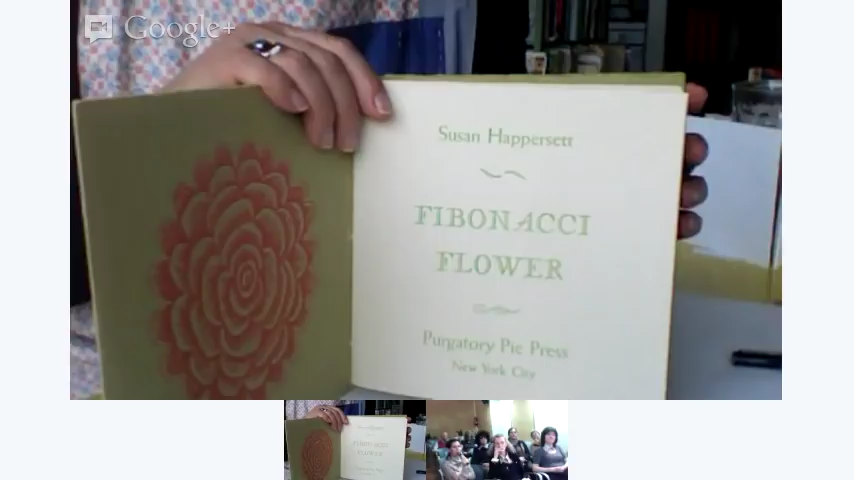 Google+
Susan Happersett
FIBONACCI
FLOWER
Purgatory Pie Press
New York City